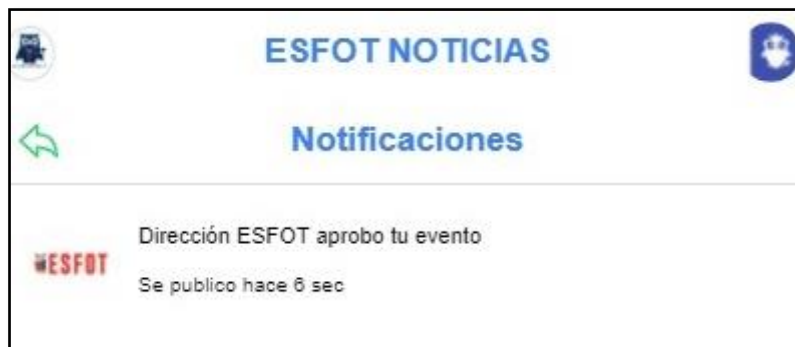 ESFOT NOTICIAS
Notificaciones
Dirección ESFOT aprobo tu evento
ESFOT
Se publico hace 6 sec